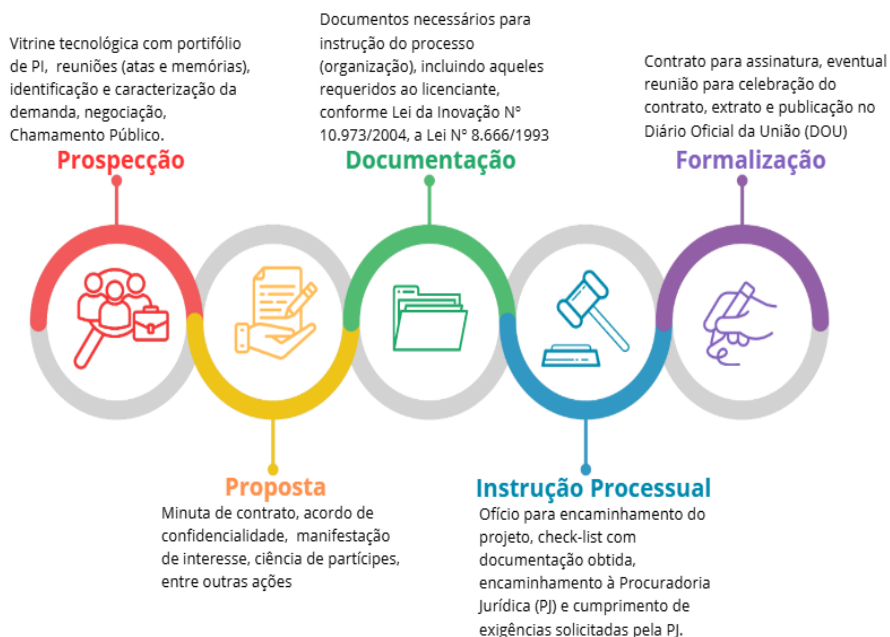 Vitrine tecnológica com portifólio
de PI, reuniões (atas e memórias),
identificação e caracterização da
demanda, negociação,
Chamamento Público.
Prospecção
Minuta de contrato, acordo de
confidencialidade, manifestação
de interesse, ciência de partícipes,
entre outras ações
Proposta
Documentos necessários para
instrução do processo
(organização), incluindo aqueles
requeridos ao licenciante,
conforme Lei da Inovação Nº
10.973/2004, a Lei Nº 8.666/1993
Documentação
Instrução Processual
Ofício para encaminhamento do
projeto, check-list com
documentação obtida,
encaminhamento à Procuradoria
Jurídica (PJ) e cumprimento de
exigências solicitadas pela PJ.
Contrato para assinatura, eventual
reunião para celebração do
contrato, extrato e publicação no
Diário Oficial da União (DOU)
Formalização